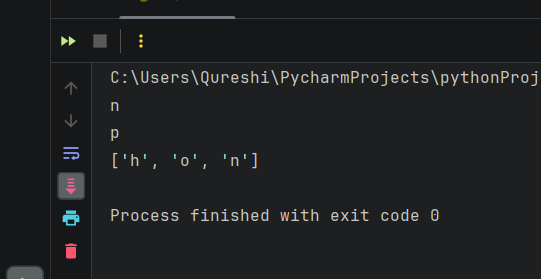 C:\Users\Qureshi\PycharmProjects\pythonProj
n
p
['h', 'o', 'n']
Process finished with exit code 0